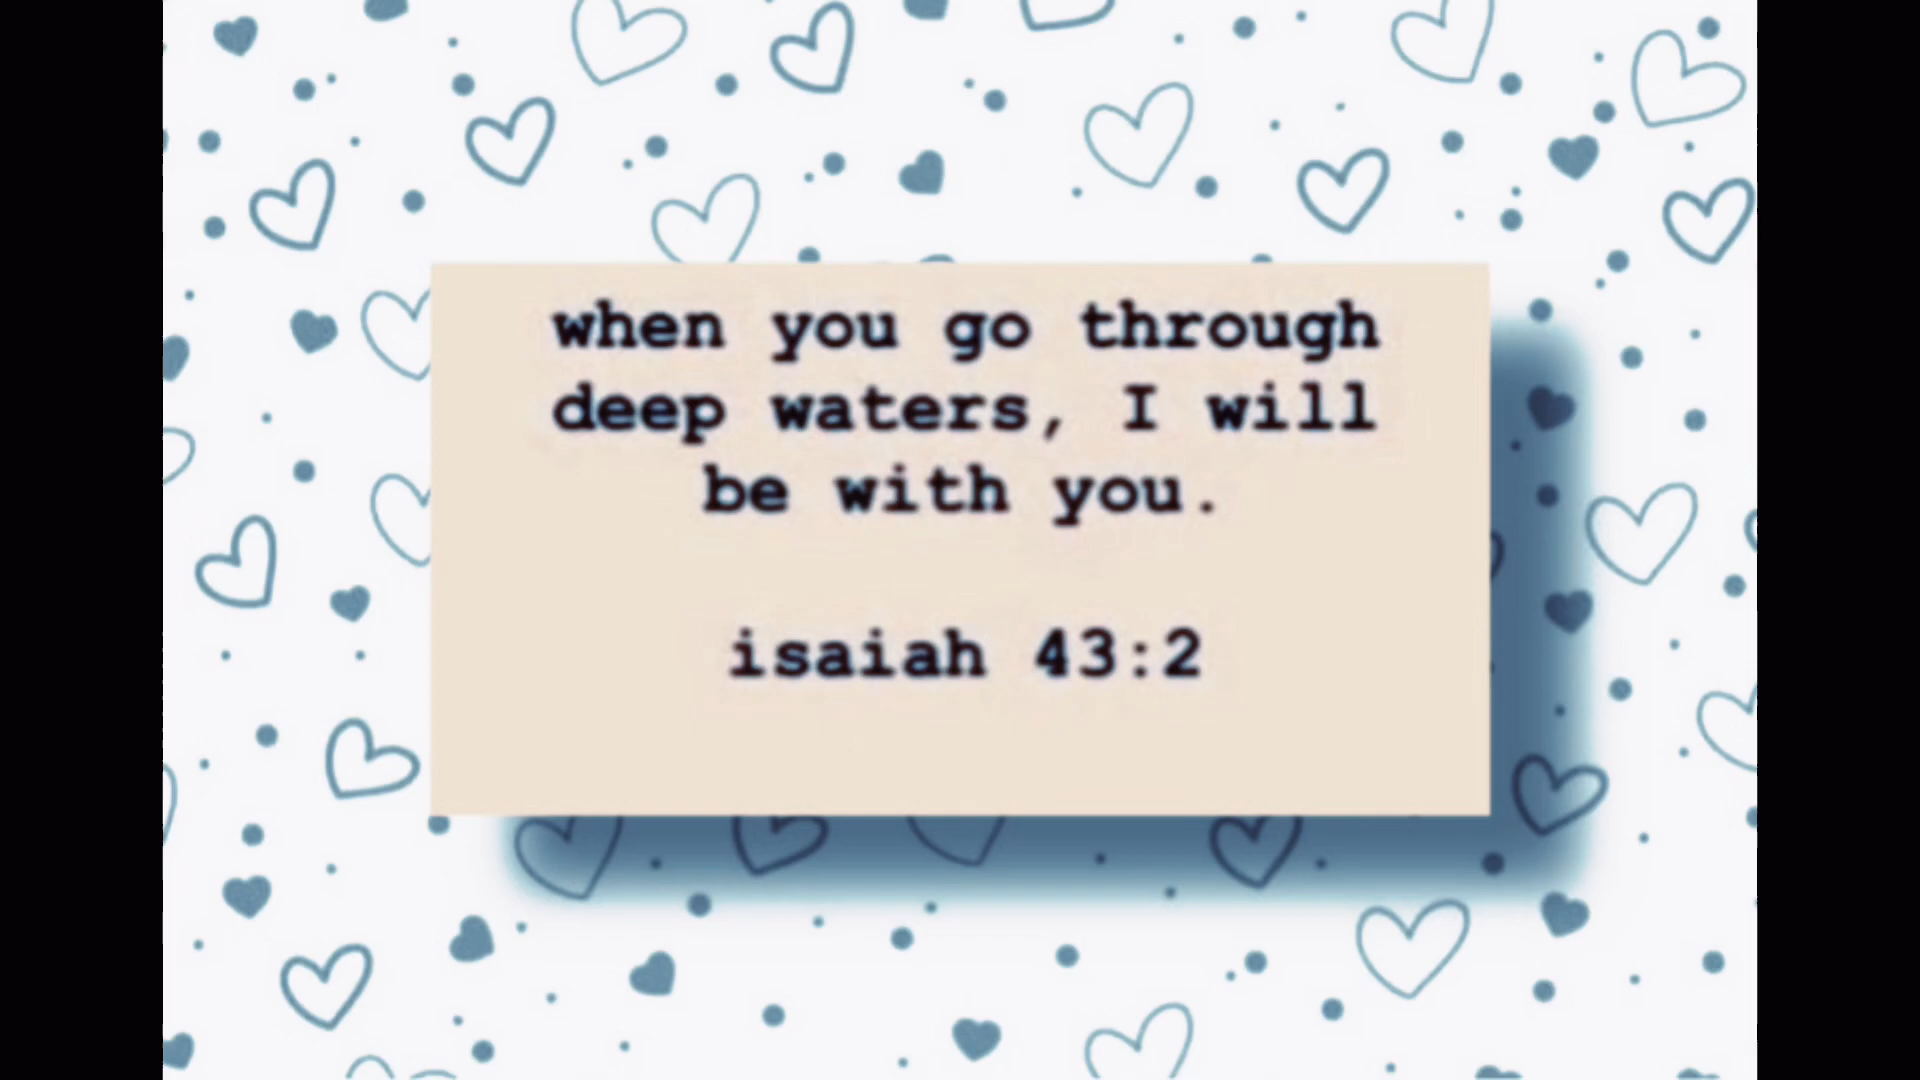 when you go through
deep waters, I will
be with you.
isaiah 43:2